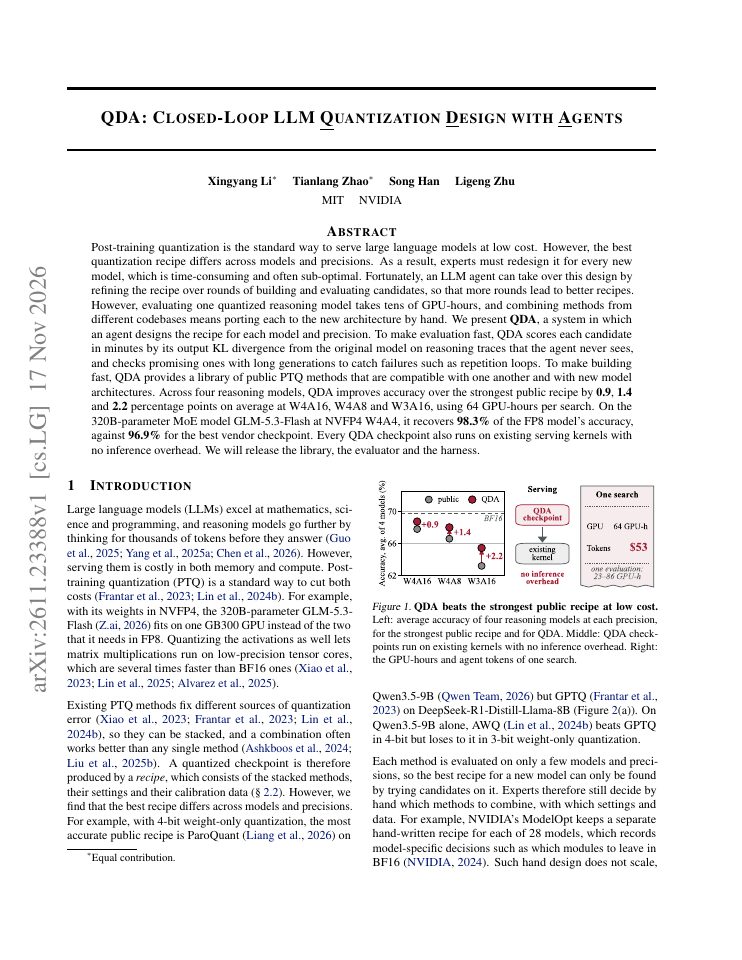 QDA: CLOSED-LOOP LLM QUANTIZATION DESIGN WITH AGENTS
Xingyang Li* Tianlang Zhao* Song Han Ligeng Zhu
MIT NVIDIA
ABSTRACT
Post-training quantization is the standard way to serve large language models at low cost. However, the best
quantization recipe differs across models and precisions. As a result, experts must redesign it for every new
model, which is time-consuming and often sub-optimal. Fortunately, an LLM agent can take over this design by
refining the recipe over rounds of building and evaluating candidates, so that more rounds lead to better recipes.
However, evaluating one quantized reasoning model takes tens of GPU-hours, and combining methods from
different codebases means porting each to the new architecture by hand. We present QDA, a system in which
an agent designs the recipe for each model and precision. To make evaluation fast, QDA scores each candidate
in minutes by its output KL divergence from the original model on reasoning traces that the agent never sees,
and checks promising ones with long generations to catch failures such as repetition loops. To make building
fast, QDA provides a library of public PTQ methods that are compatible with one another and with new model
architectures. Across four reasoning models, QDA improves accuracy over the strongest public recipe by 0.9, 1.4
and 2.2 percentage points on average at W4A16, W4A8 and W3A16, using 64 GPU-hours per search. On the
320B-parameter MoE model GLM-5.3-Flash at NVFP4 W4A4, it recovers 98.3% of the FP8 model's accuracy,
against 96.9% for the best vendor checkpoint. Every QDA checkpoint also runs on existing serving kernels with
no inference overhead. We will release the library, the evaluator and the harness.
arXiv:2611.23388v1 [cs.LG] 17 Nov 2026
1 INTRODUCTION
Large language models (LLMs) excel at mathematics, sci-
ence and programming, and reasoning models go further by
thinking for thousands of tokens before they answer (Guo
et al., 2025; Yang et al., 2025a; Chen et al., 2026). However,
serving them is costly in both memory and compute. Post-
training quantization (PTQ) is a standard way to cut both
costs (Frantar et al., 2023; Lin et al., 2024b). For example,
with its weights in NVFP4, the 320B-parameter GLM-5.3-
Flash (Z.ai, 2026) fits on one GB300 GPU instead of the two
that it needs in FP8. Quantizing the activations as well lets
matrix multiplications run on low-precision tensor cores,
which are several times faster than BF16 ones (Xiao et al.,
2023; Lin et al., 2025; Alvarez et al., 2025).
Existing PTQ methods fix different sources of quantization
error (Xiao et al., 2023; Frantar et al., 2023; Lin et al.,
2024b), so they can be stacked, and a combination often
works better than any single method (Ashkboos et al., 2024;
Liu et al., 2025b). A quantized checkpoint is therefore
produced by a recipe, which consists of the stacked methods,
their settings and their calibration data (§ 2.2). However, we
find that the best recipe differs across models and precisions.
For example, with 4-bit weight-only quantization, the most
accurate public recipe is ParoQuant (Liang et al., 2026) on
*Equal contribution.
Accuracy, avg. of 4 models (%)
70
66
62
public QDA
BF16
+0.9
+1.4
+2.2
W4A16 W4A8 W3A16
Serving
QDA
checkpoint
existing
kernel
no inference
overhead
One search
GPU 64 GPU-h
Tokens $53
one evaluation:
23–86 GPU-h
Figure 1. QDA beats the strongest public recipe at low cost.
Left: average accuracy of four reasoning models at each precision,
for the strongest public recipe and for QDA. Middle: QDA check-
points run on existing kernels with no inference overhead. Right:
the GPU-hours and agent tokens of one search.
Qwen3.5-9B (Qwen Team, 2026) but GPTQ (Frantar et al.,
2023) on DeepSeek-R1-Distill-Llama-8B (Figure 2(a)). On
Qwen3.5-9B alone, AWQ (Lin et al., 2024b) beats GPTQ
in 4-bit but loses to it in 3-bit weight-only quantization.
Each method is evaluated on only a few models and preci-
sions, so the best recipe for a new model can only be found
by trying candidates on it. Experts therefore still decide by
hand which methods to combine, with which settings and
data. For example, NVIDIA's ModelOpt keeps a separate
hand-written recipe for each of 28 models, which records
model-specific decisions such as which modules to leave in
BF16 (NVIDIA, 2024). Such hand design does not scale,